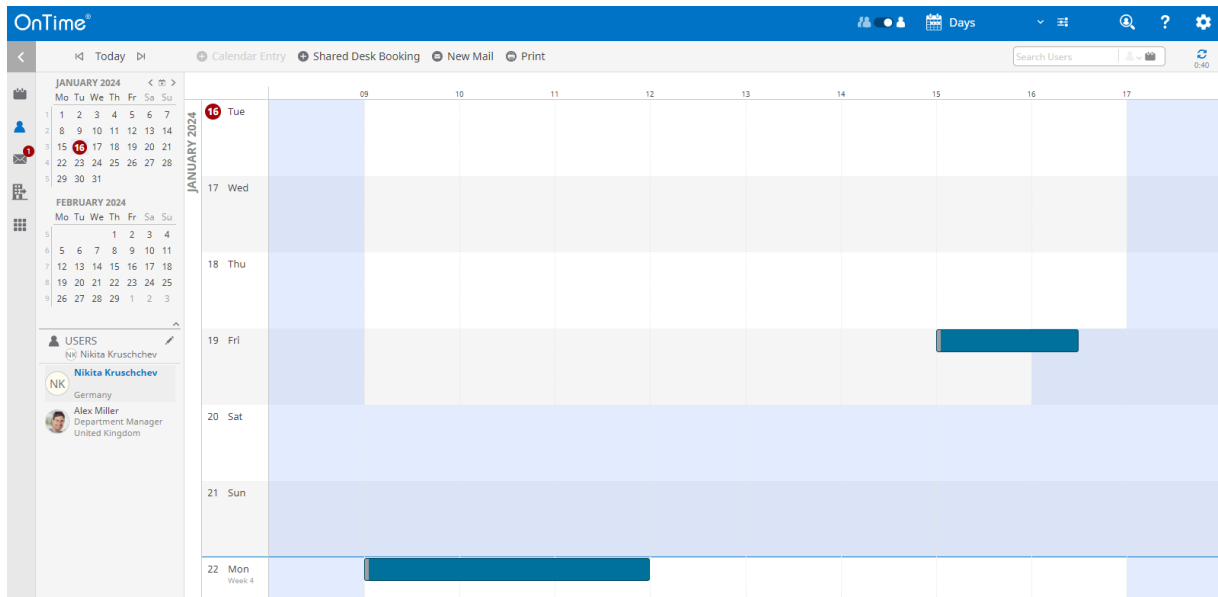 OnTime®
Days
?
Today
Calendar Entry
Shared Desk Booking
New Mail
Print
Search Users
0:40
1
JANUARY 2024
Mo Tu We Th Fr Sa Su
1 1 2 3 4 5 6 7
2 8 9 10 11 12 13 14
3 15 16 17 18 19 20 21
4 22 23 24 25 26 27 28
5 29 30 31
FEBRUARY 2024
Mo Tu We Th Fr Sa Su
5 1 2 3 4
6 5 6 7 8 9 10 11
7 12 13 14 15 16 17 18
8 19 20 21 22 23 24 25
9 26 27 28 29 1 2 3
USERS
NK Nikita Kruschchev
NK
Nikita Kruschchev
Germany
Alex Miller
Department Manager
United Kingdom
JANUARY 2024
09 10 11 12 13 14 15 16 17
16 Tue
17 Wed
18 Thu
19 Fri
20 Sat
21 Sun
22 Mon
Week 4